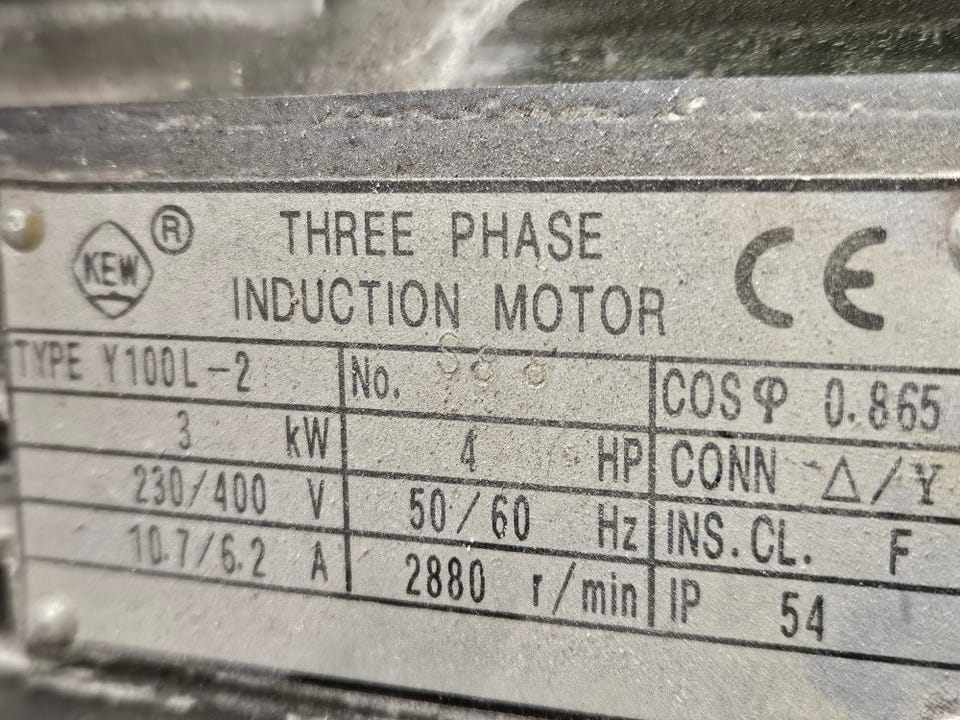 KEW ®
THREE PHASE
INDUCTION MOTOR
CE
TYPE Y100L-2 No. COSφ 0.865
3 kW 4 HP CONN △/Y
230/400 V 50/60 Hz INS.CL. F
10.7/6.2 A 2880 r/min IP 54